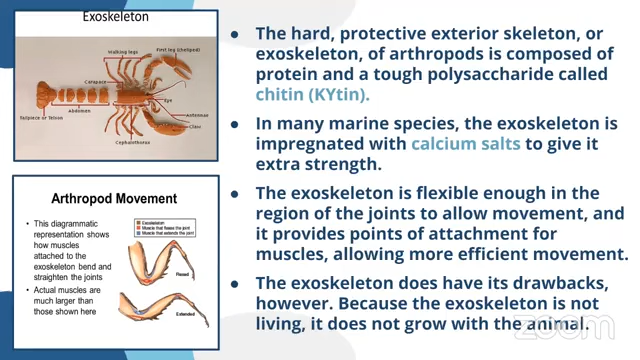 Exoskeleton
Walking legs
First leg (cheliped)
Carapace
Eye
Antennae
Abdomen
Tailpiece or Telson
Claw
Cephalothorax
Arthropod Movement
• This diagrammatic
representation shows
how muscles
attached to the
exoskeleton bend and
straighten the joints
• Actual muscles are
much larger than
those shown here
Exoskeleton
Muscle that flexes the joint
Muscle that extends the joint
Flexed
Extended
• The hard, protective exterior skeleton, or
exoskeleton, of arthropods is composed of
protein and a tough polysaccharide called
chitin (KYtin).
• In many marine species, the exoskeleton is
impregnated with calcium salts to give it
extra strength.
• The exoskeleton is flexible enough in the
region of the joints to allow movement, and
it provides points of attachment for
muscles, allowing more efficient movement.
• The exoskeleton does have its drawbacks,
however. Because the exoskeleton is not
living, it does not grow with the animal.
zoom